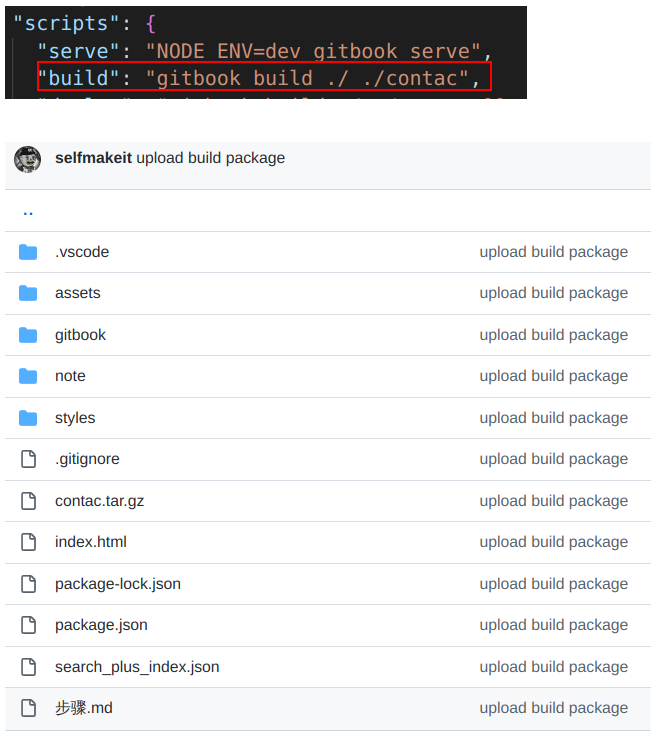 "scripts": {
"serve": "NODE_ENV=dev gitbook serve",
"build": "gitbook build ./ ./contac",
selfmakeit upload build package
..
.vscode upload build package
assets upload build package
gitbook upload build package
note upload build package
styles upload build package
.gitignore upload build package
contac.tar.gz upload build package
index.html upload build package
package-lock.json upload build package
package.json upload build package
search_plus_index.json upload build package
步骤.md upload build package